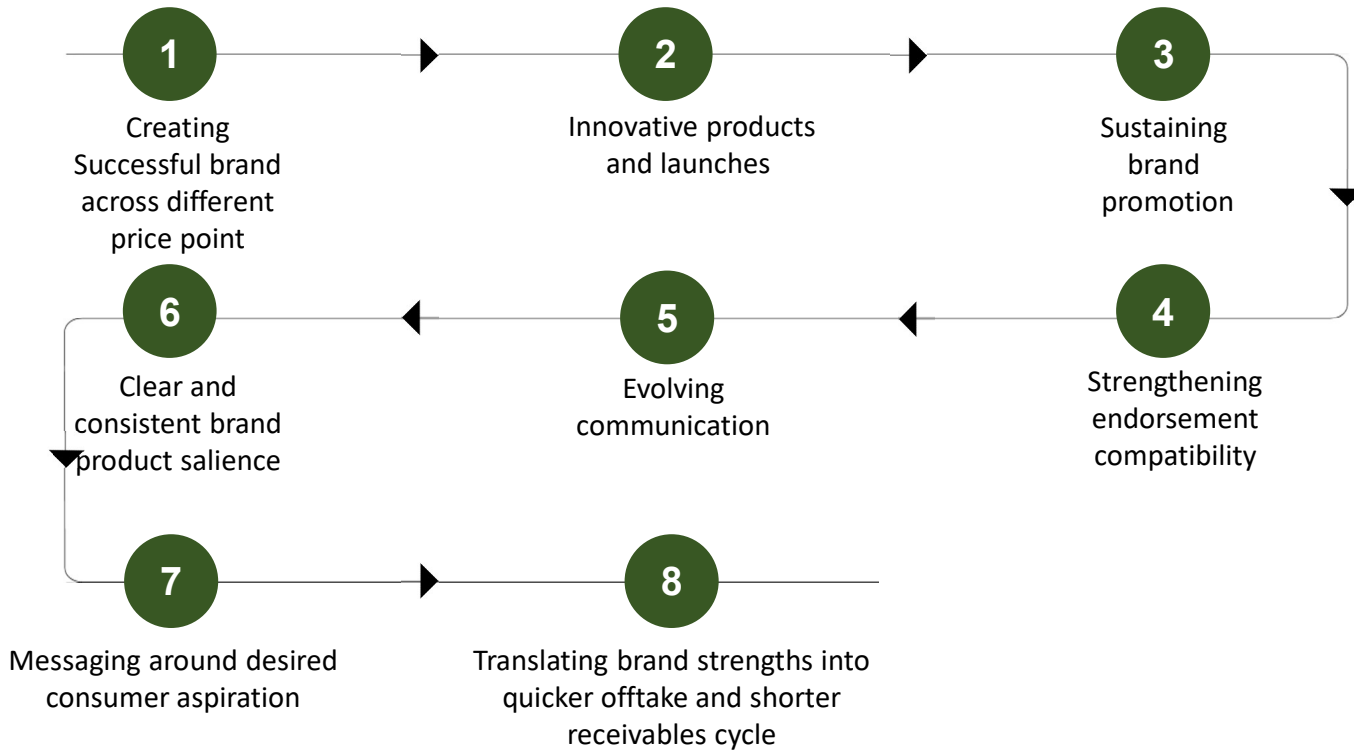 1
Creating
Successful brand
across different
price point
2
Innovative products
and launches
3
Sustaining
brand
promotion
4
Strengthening
endorsement
compatibility
5
Evolving
communication
6
Clear and
consistent brand
product salience
7
Messaging around desired
consumer aspiration
8
Translating brand strengths into
quicker offtake and shorter
receivables cycle